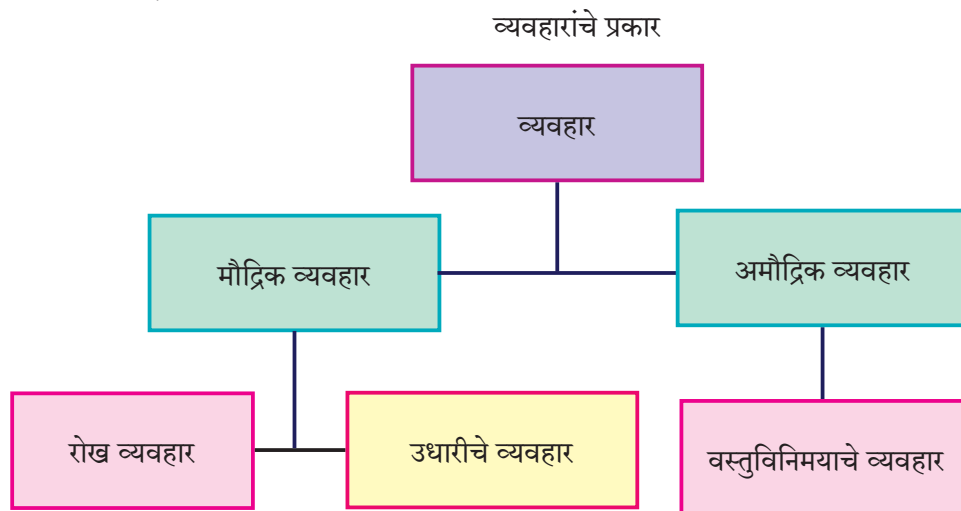 व्यवहारांचे प्रकार
व्यवहार
मौद्रिक व्यवहार
अमौद्रिक व्यवहार
रोख व्यवहार
उधारीचे व्यवहार
वस्तुविनिमयाचे व्यवहार